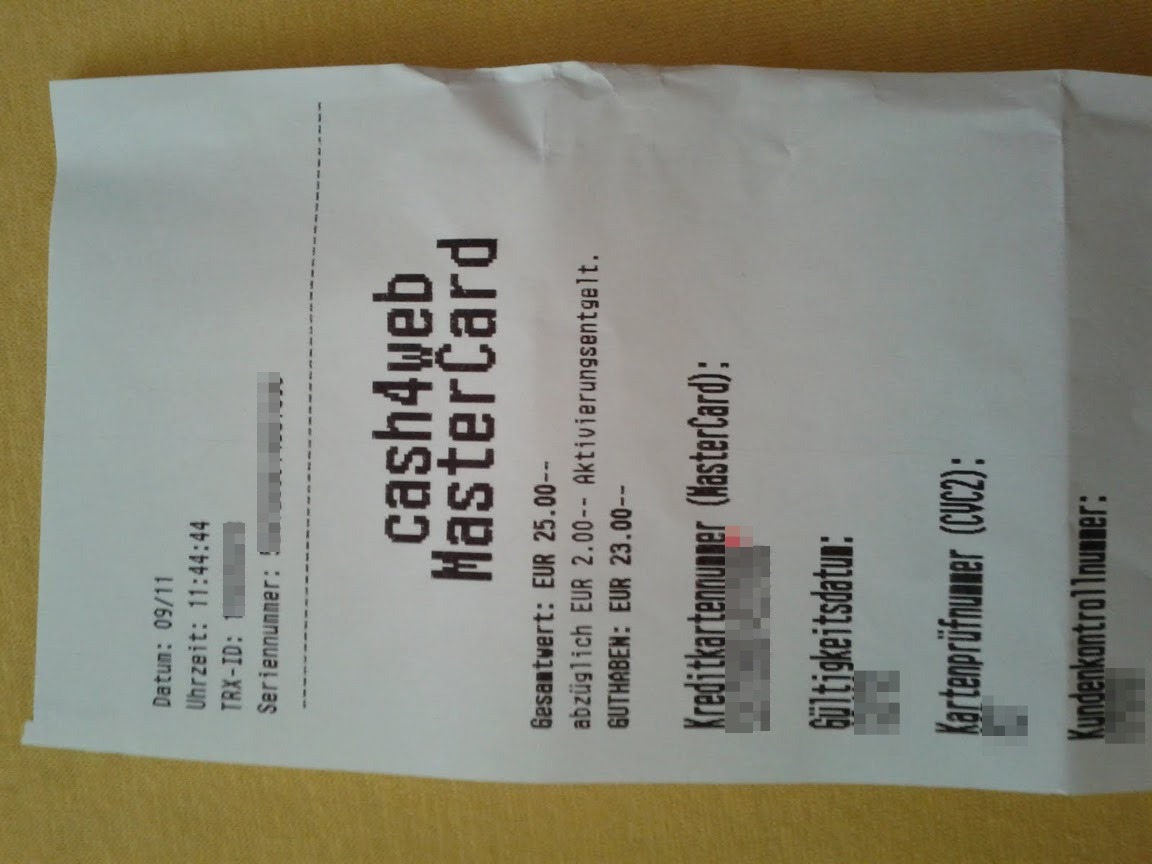 Datum: 09/11
Uhrzeit: 11:44:44
TRX-ID: 1
Seriennummer:
cash4web
MasterCard
Gesamtwert: EUR 25.00--
abzüglich EUR 2.00-- Aktivierungsentgelt.
GUTHABEN: EUR 23.00--
Kreditkartennummer (MasterCard):
Gültigkeitsdatum:
Kartenprüfnummer (CVC2):
Kundenkontrollnummer: